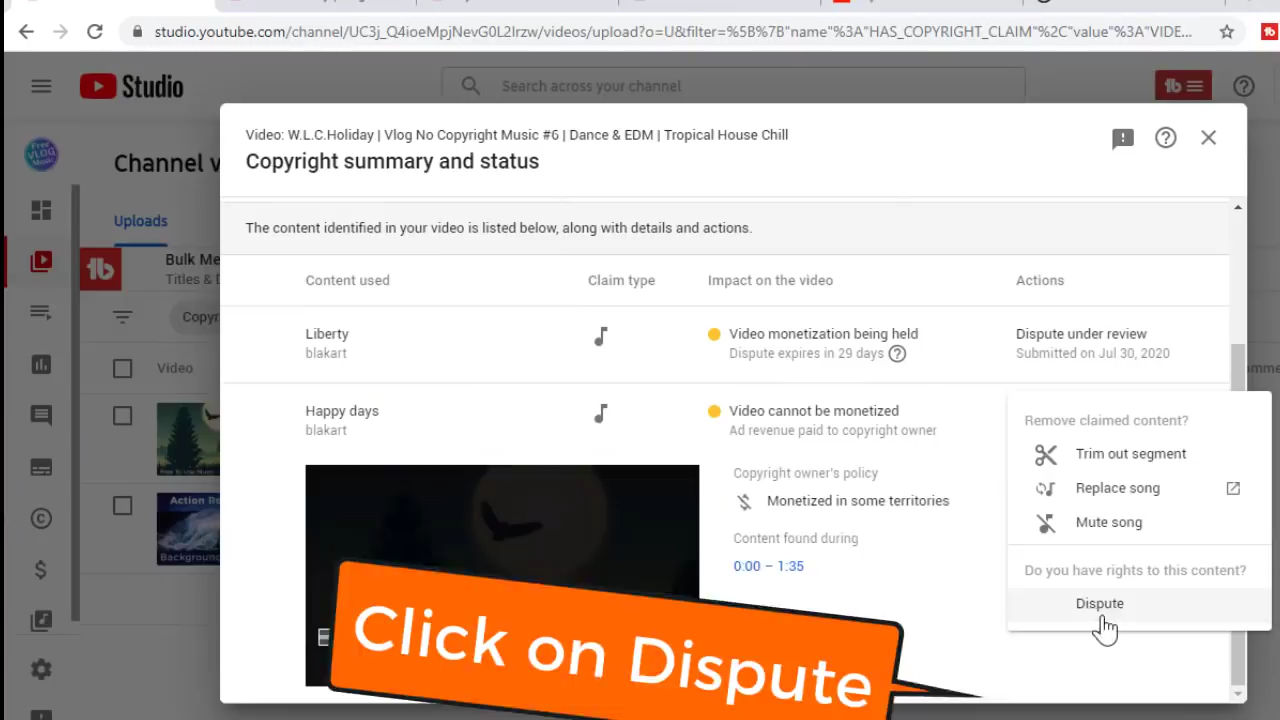 studio.youtube.com/channel/UC3j_Q4ioeMpjNevG0L2Irzw/videos/upload?o=U&filter=%5B%7B"name"%3A"HAS_COPYRIGHT_CLAIM"%2C"value"%3A"VIDE...
Studio
Search across your channel
Channel v
Uploads
Bulk Me
Titles & D
Copyr
Video
Action Re
Background
Video: W.L.C.Holiday | Vlog No Copyright Music #6 | Dance & EDM | Tropical House Chill
Copyright summary and status
The content identified in your video is listed below, along with details and actions.
Content used Claim type Impact on the video Actions
Liberty Video monetization being held Dispute under review
blakart Dispute expires in 29 days Submitted on Jul 30, 2020
Happy days Video cannot be monetized
blakart Ad revenue paid to copyright owner
Copyright owner's policy
Monetized in some territories
Content found during
0:00 – 1:35
Remove claimed content?
Trim out segment
Replace song
Mute song
Do you have rights to this content?
Dispute
Click on Dispute